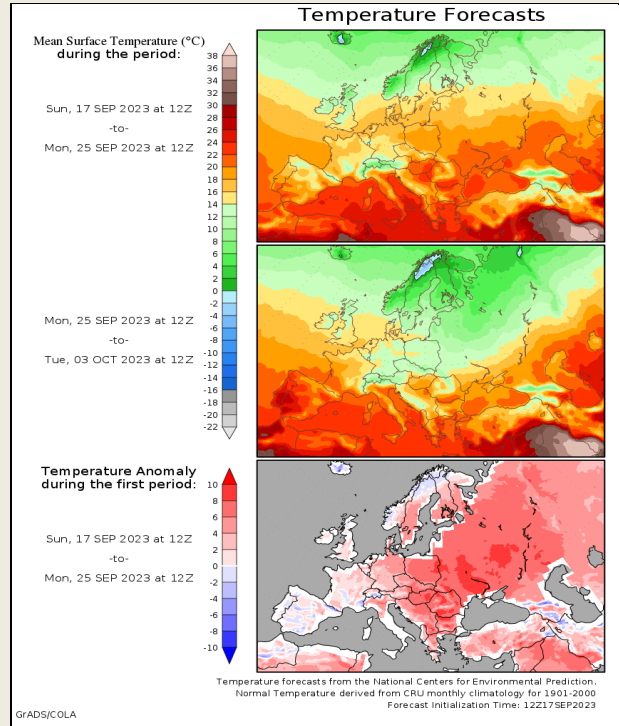 Temperature Forecasts
Mean Surface Temperature (°C)
during the period:
Sun, 17 SEP 2023 at 12Z
-to-
Mon, 25 SEP 2023 at 12Z
38
36
34
32
30
28
26
24
22
20
18
16
14
12
10
8
6
4
2
0
-2
-4
-6
-8
-10
-12
-14
-16
-18
-20
-22
Mon, 25 SEP 2023 at 12Z
-to-
Tue, 03 OCT 2023 at 12Z
Temperature Anomaly
during the first period:
Sun, 17 SEP 2023 at 12Z
-to-
Mon, 25 SEP 2023 at 12Z
10
8
6
4
2
0
-2
-4
-6
-8
-10
Temperature forecasts from the National Centers for Environmental Prediction.
Normal Temperature derived from CRU monthly climatology for 1901-2000
Forecast Initialization Time: 12Z17SEP2023
GrADS/COLA